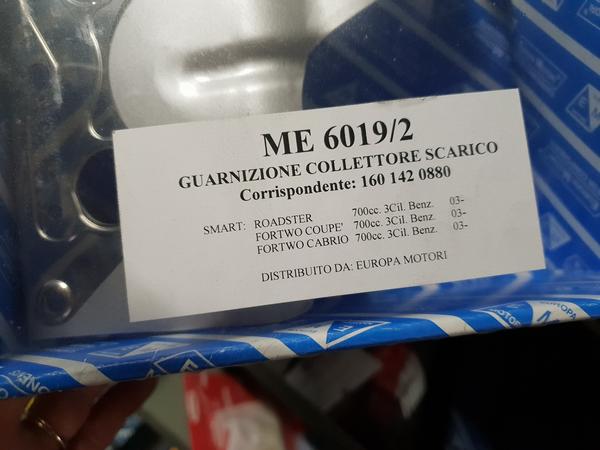 ME 6019/2
GUARNIZIONE COLLETTORE SCARICO
Corrispondente: 160 142 0880
SMART: ROADSTER 700cc. 3Cil. Benz. 03-
FORTWO COUPE' 700cc. 3Cil. Benz. 03-
FORTWO CABRIO 700cc. 3Cil. Benz. 03-
DISTRIBUITO DA: EUROPA MOTORI